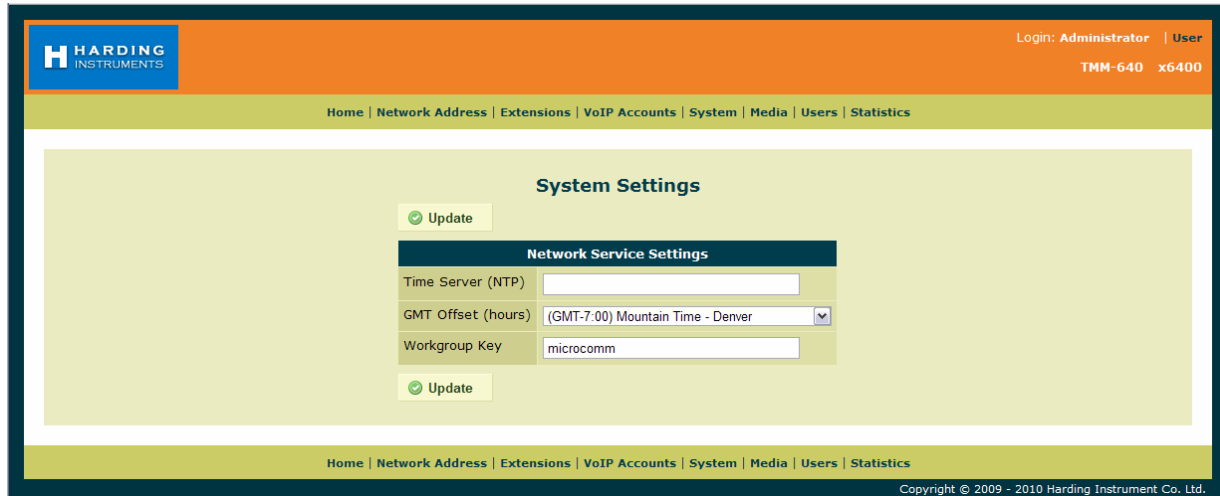 HARDING
INSTRUMENTS
Login: Administrator | User
TMM-640 x6400
Home | Network Address | Extensions | VoIP Accounts | System | Media | Users | Statistics
System Settings
Update
Network Service Settings
Time Server (NTP)
GMT Offset (hours) (GMT-7:00) Mountain Time - Denver
Workgroup Key microcomm
Update
Home | Network Address | Extensions | VoIP Accounts | System | Media | Users | Statistics
Copyright © 2009 - 2010 Harding Instrument Co. Ltd.